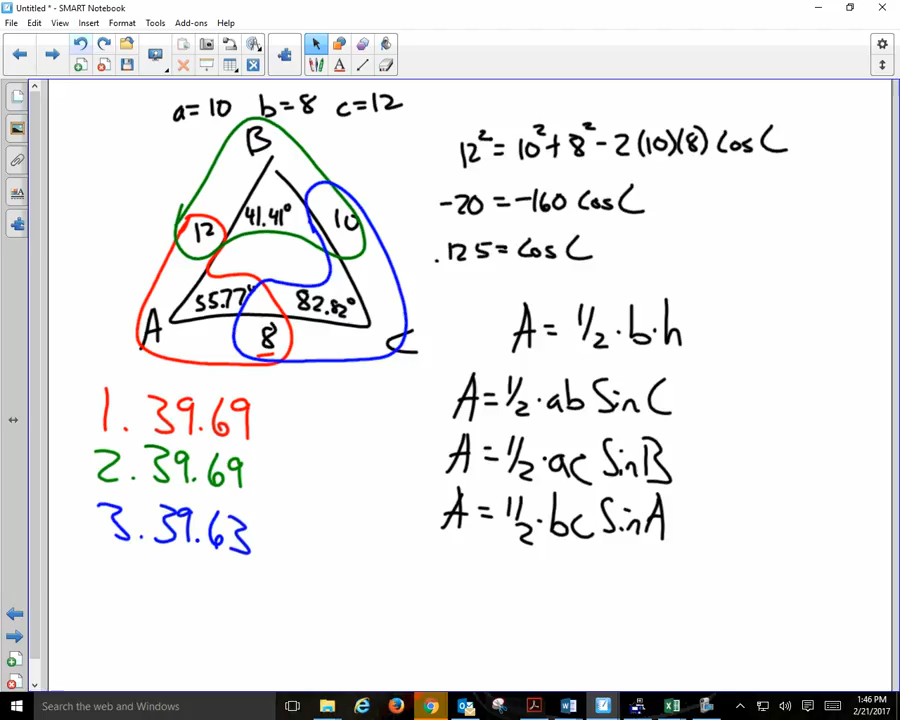 Untitled * - SMART Notebook
File Edit View Insert Format Tools Add-ons Help
a=10 b=8 c=12
B
12² = 10² + 8² - 2(10)(8) Cos C
-20 = -160 Cos C
.125 = Cos C
12
41.41°
10
55.77°
82.82°
A
8
C
A = 1/2 · b · h
A = 1/2 · ab Sin C
A = 1/2 · ac Sin B
A = 1/2 · bc Sin A
1. 39.69
2. 39.69
3. 39.63
Search the web and Windows
1:46 PM
2/21/2017